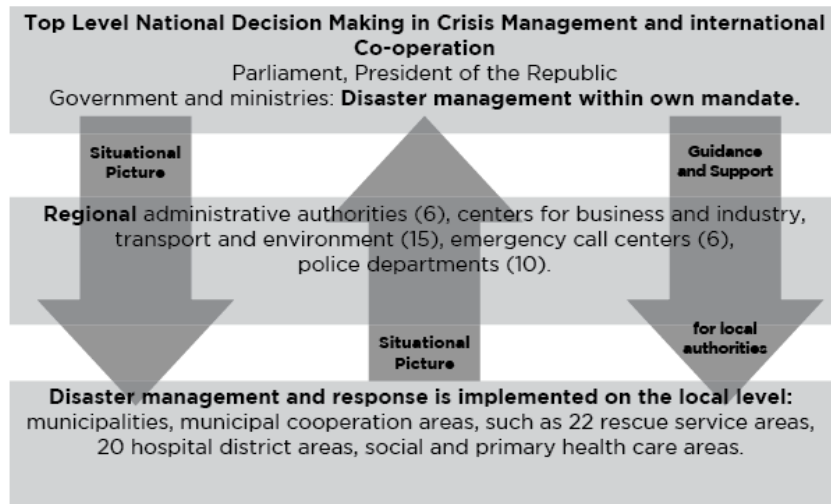 Top Level National Decision Making in Crisis Management and international
Co-operation
Parliament, President of the Republic
Government and ministries: Disaster management within own mandate.
Situational
Picture
Guidance
and Support
Regional administrative authorities (6), centers for business and industry,
transport and environment (15), emergency call centers (6),
police departments (10).
Situational
Picture
for local
authorities
Disaster management and response is implemented on the local level:
municipalities, municipal cooperation areas, such as 22 rescue service areas,
20 hospital district areas, social and primary health care areas.